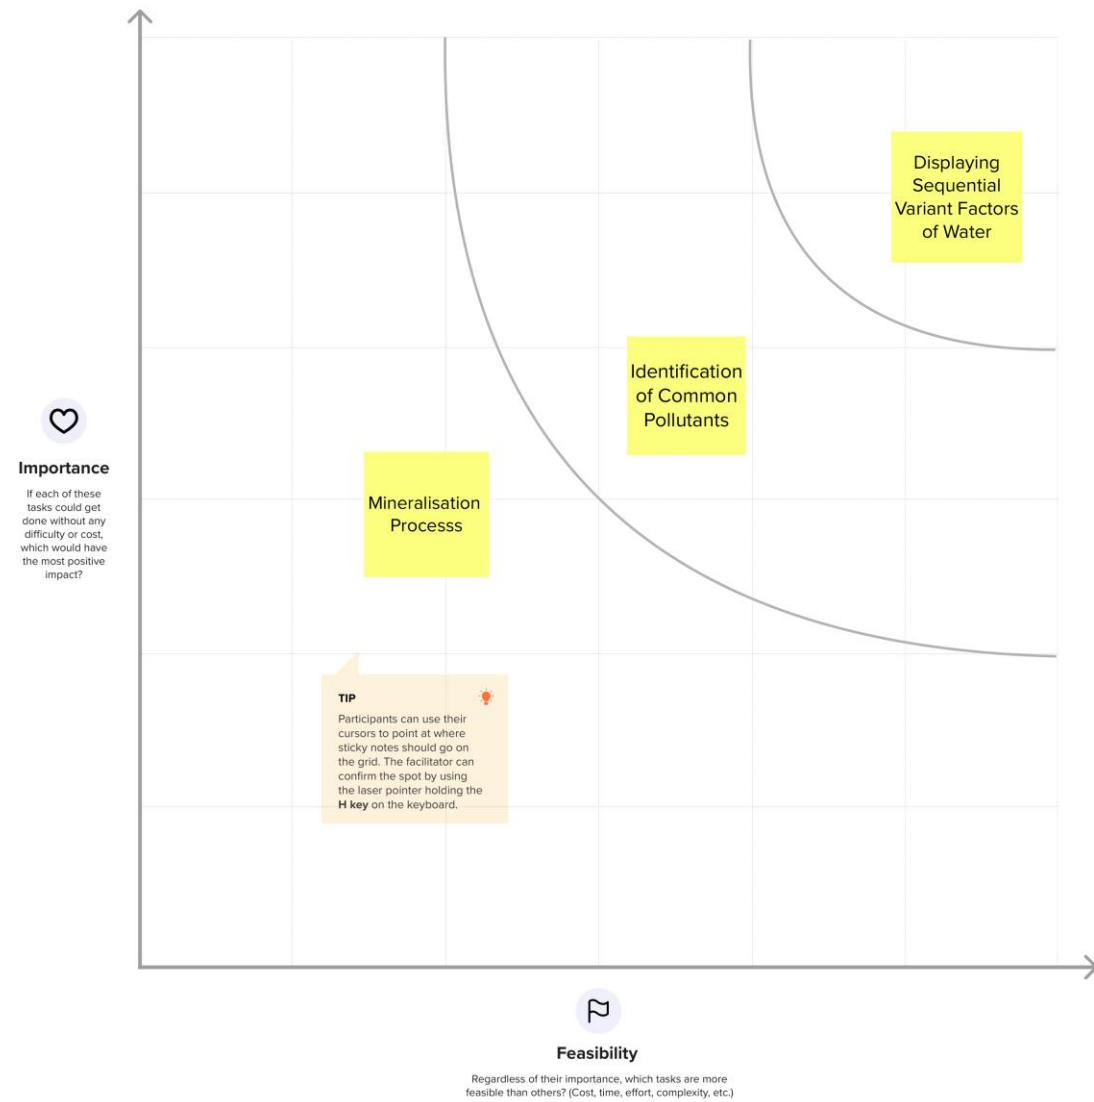 Displaying
Sequential
Variant Factors
of Water
Identification
of Common
Pollutants
Importance
If each of these
tasks could get
done without any
difficulty or cost,
which would have
the most positive
impact?
Mineralisation
Processs
TIP
Participants can use their
cursors to point at where
sticky notes should go on
the grid. The facilitator can
confirm the spot by using
the laser pointer holding the
H key on the keyboard.
Feasibility
Regardless of their importance, which tasks are more
feasible than others? (Cost, time, effort, complexity, etc.)